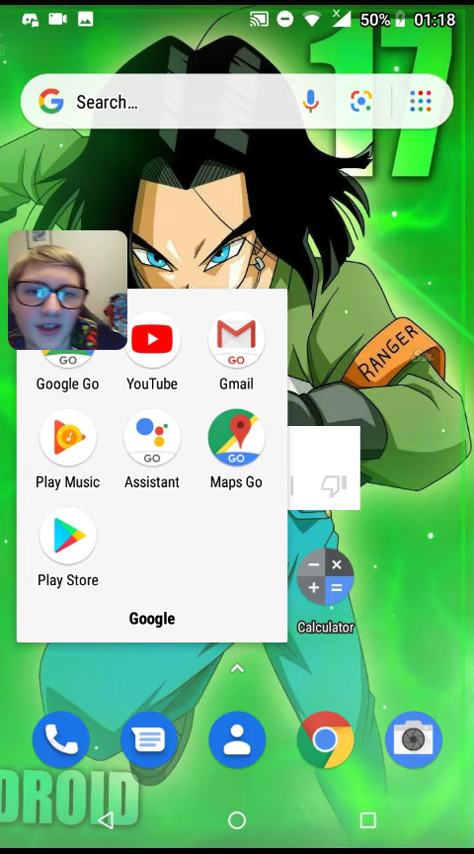 50% 01:18
17
Search...
RANGER
GO GO
Google Go YouTube Gmail
GO GO
Play Music Assistant Maps Go
Play Store
Google
Calculator
DROID